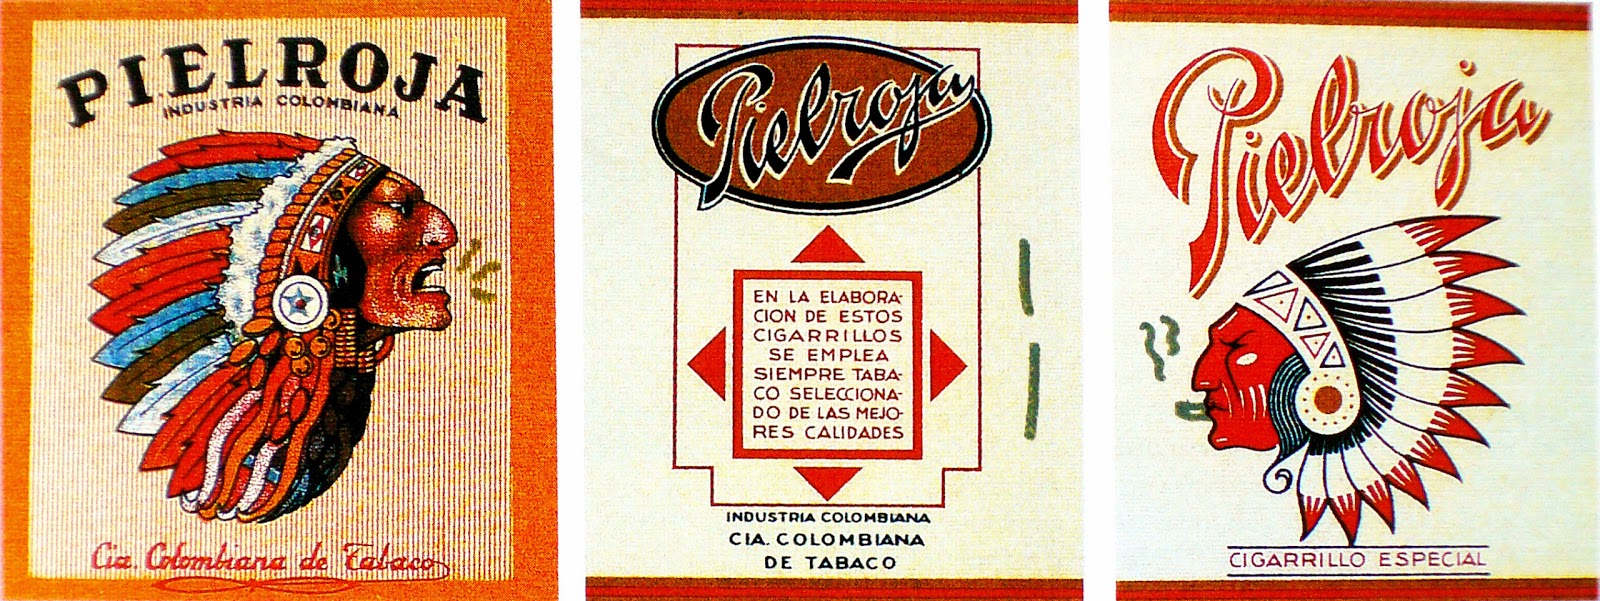 PIELROJA
INDUSTRIA COLOMBIANA
Cia. Colombiana de Tabaco
Pielroja
EN LA ELABORA-
CION DE ESTOS
CIGARRILLOS
SE EMPLEA
SIEMPRE TABA-
CO SELECCIONA-
DO DE LAS MEJO-
RES CALIDADES
INDUSTRIA COLOMBIANA
CIA. COLOMBIANA
DE TABACO
Pielroja
CIGARRILLO ESPECIAL